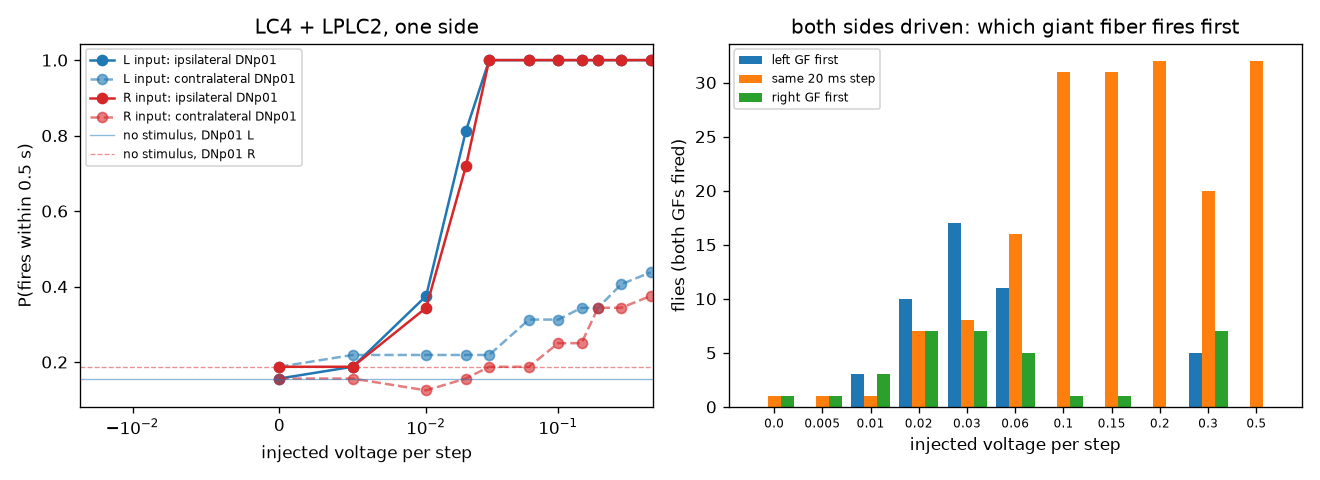 LC4 + LPLC2, one side
P(fires within 0.5 s)
1.0
0.8
0.6
0.4
0.2
L input: ipsilateral DNp01
L input: contralateral DNp01
R input: ipsilateral DNp01
R input: contralateral DNp01
no stimulus, DNp01 L
no stimulus, DNp01 R
−10⁻² 0 10⁻² 10⁻¹
injected voltage per step
both sides driven: which giant fiber fires first
flies (both GFs fired)
30
25
20
15
10
5
0
left GF first
same 20 ms step
right GF first
0.0 0.005 0.01 0.02 0.03 0.06 0.1 0.15 0.2 0.3 0.5
injected voltage per step